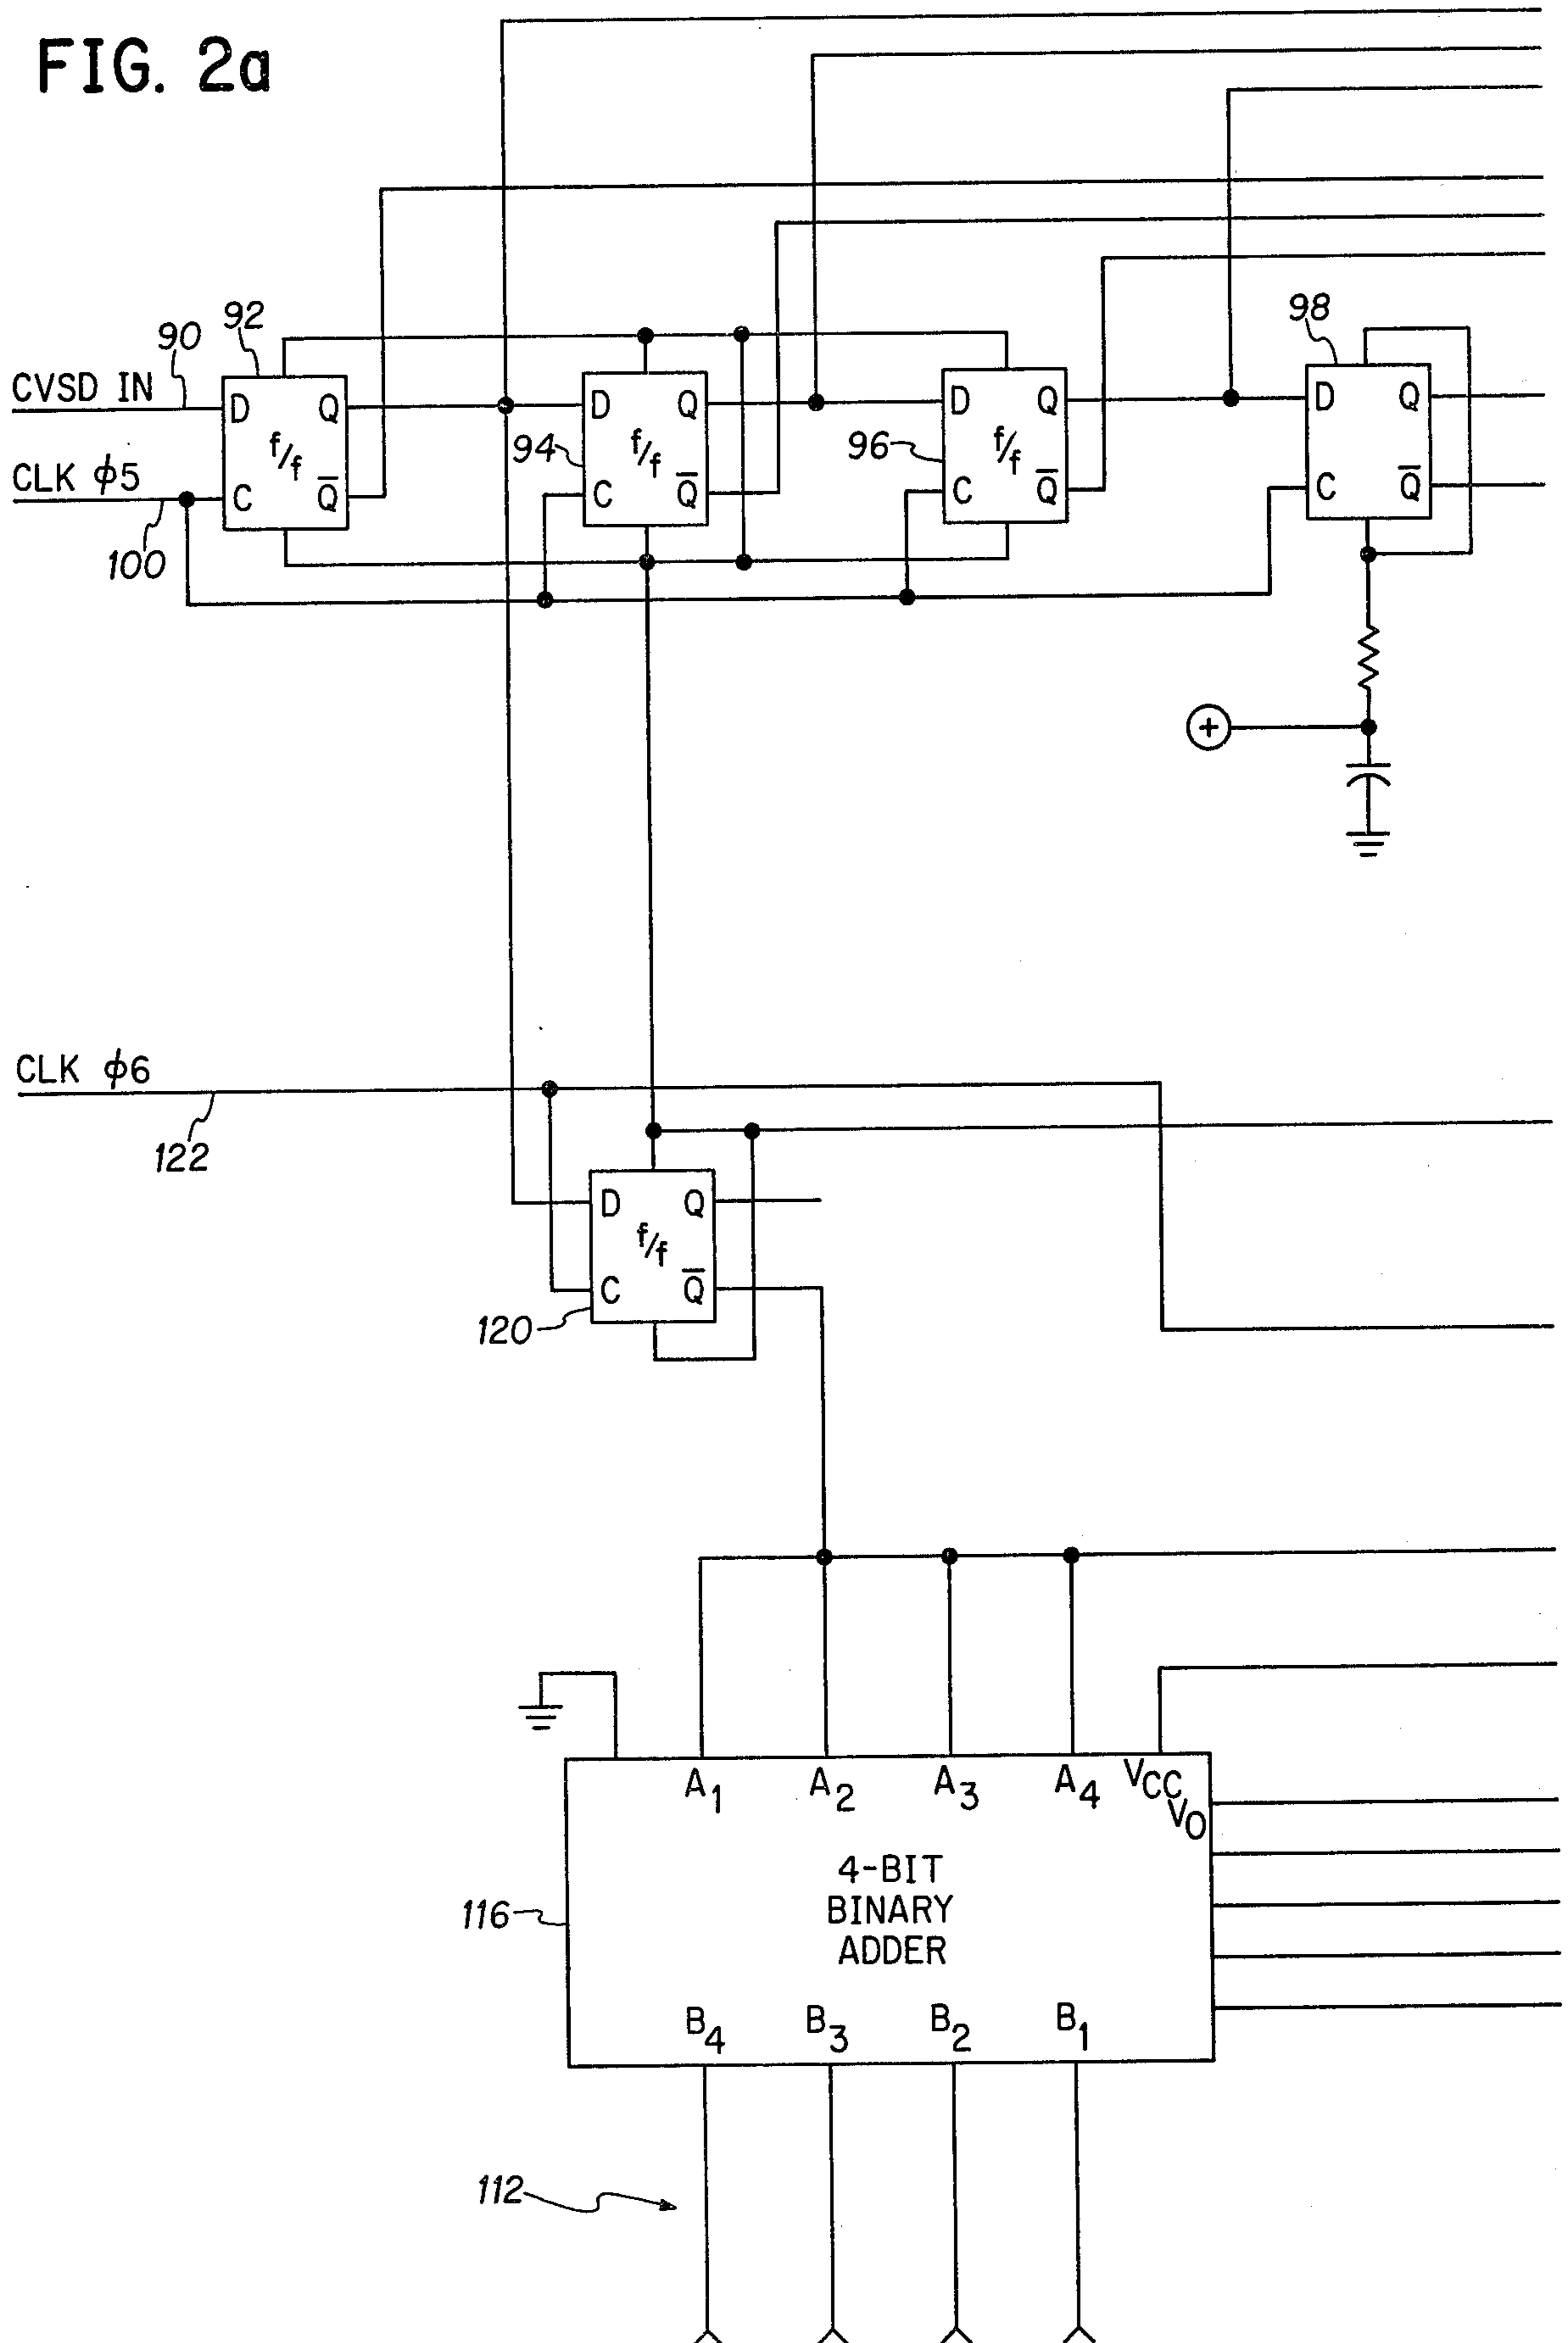 FIG. 2a
90
92
98
CVSD IN
D Q
D Q
D Q
D Q
94
96
f/f
f/f
f/f
CLK ϕ5
C Q̅
C Q̅
C Q̅
C Q̅
100
+
CLK ϕ6
122
D Q
f/f
C Q̅
120
A1 A2 A3 A4 VCC
VO
4-BIT
BINARY
ADDER
116
B4 B3 B2 B1
112